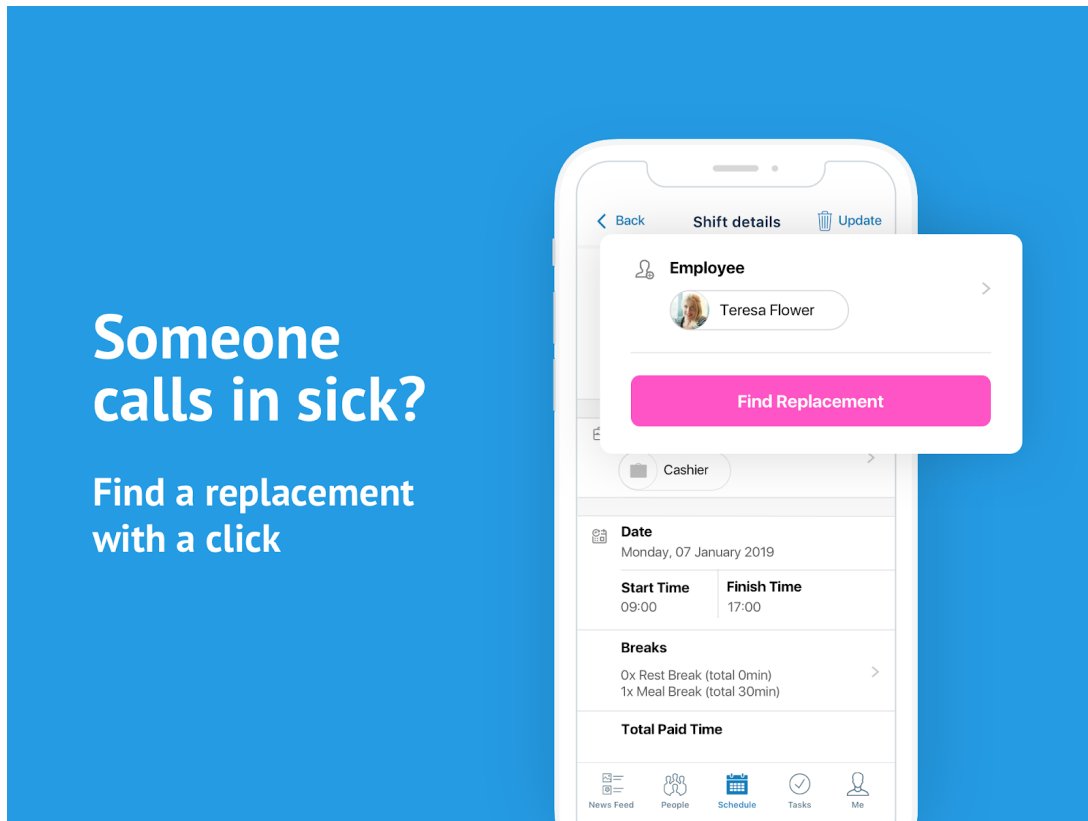 Someone
calls in sick?
Find a replacement
with a click
Back
Shift details
Update
Employee
Teresa Flower
Find Replacement
Cashier
Date
Monday, 07 January 2019
Start Time
Finish Time
09:00
17:00
Breaks
0x Rest Break (total 0min)
1x Meal Break (total 30min)
Total Paid Time
News Feed
People
Schedule
Tasks
Me